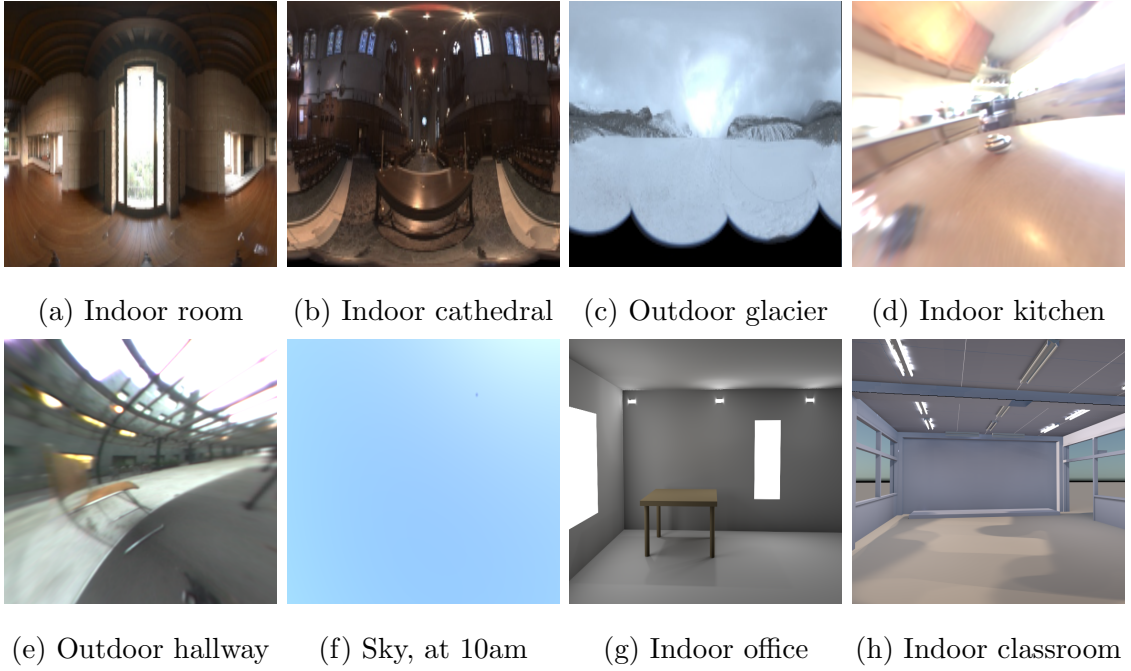 (a) Indoor room
(b) Indoor cathedral
(c) Outdoor glacier
(d) Indoor kitchen
(e) Outdoor hallway
(f) Sky, at 10am
(g) Indoor office
(h) Indoor classroom